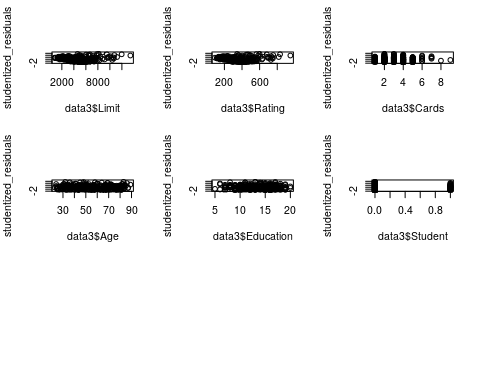 studentized_residuals
-2
2000 8000
data3$Limit
studentized_residuals
-2
200 600
data3$Rating
studentized_residuals
-2
2 4 6 8
data3$Cards
studentized_residuals
-2
30 50 70 90
data3$Age
studentized_residuals
-2
5 10 15 20
data3$Education
studentized_residuals
-2
0.0 0.4 0.8
data3$Student